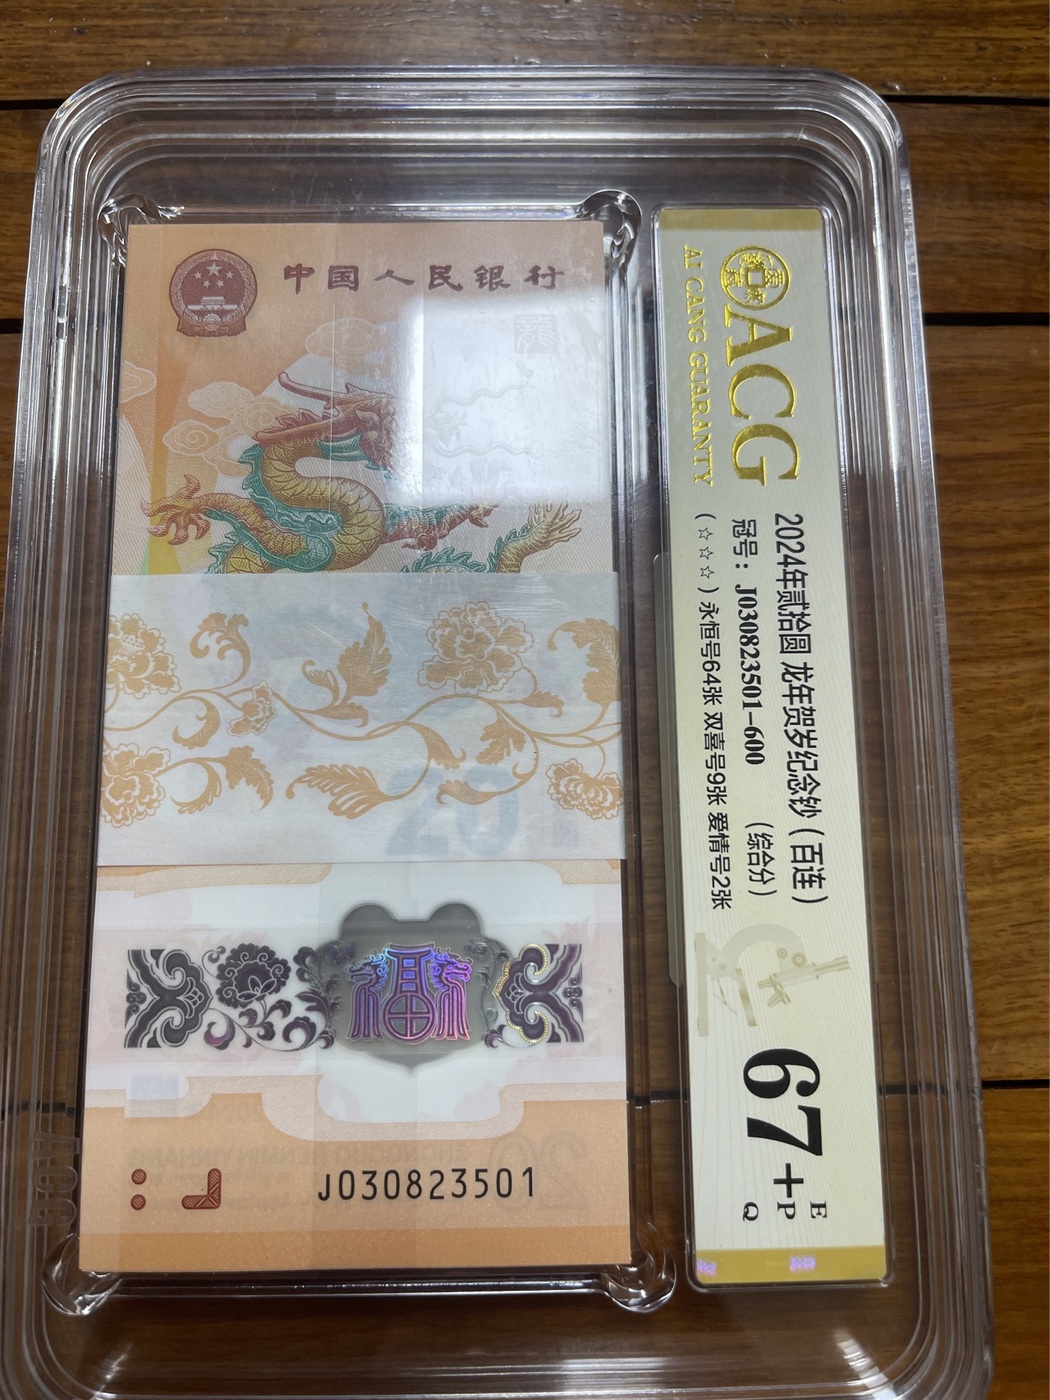 中国人民银行
J030823501
ACG
AI CANG GUARANTY
2024年贰拾圆 龙年贺岁纪念钞（百连）
冠号：J030823501-600 （综合分）
（☆☆☆）永恒号64张 双喜号9张 爱情号2张
67+
E
P
Q